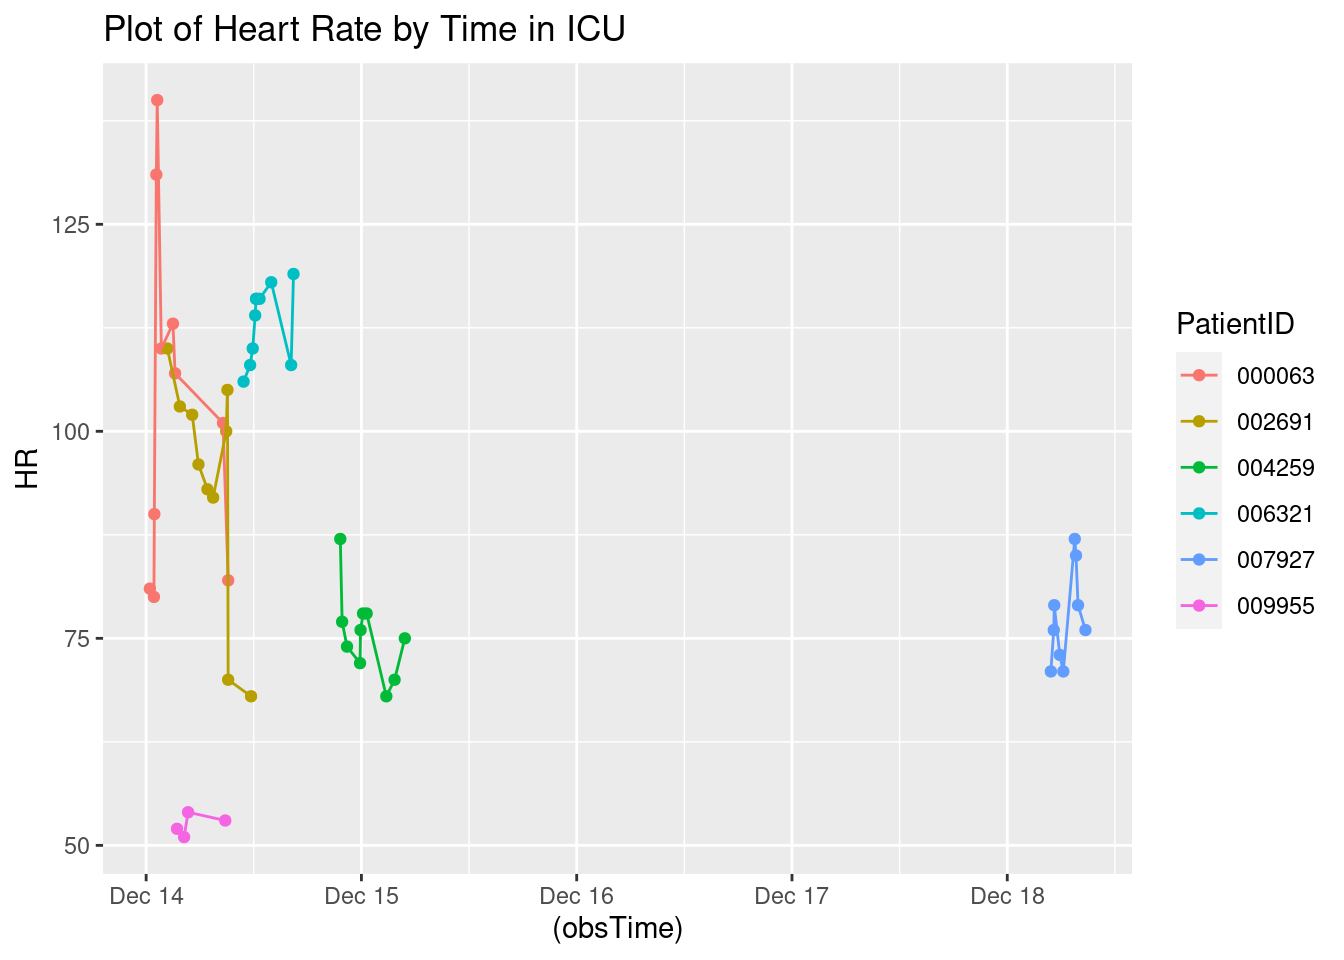 Plot of Heart Rate by Time in ICU
HR
125
100
75
50
Dec 14 Dec 15 Dec 16 Dec 17 Dec 18
(obsTime)
PatientID
000063
002691
004259
006321
007927
009955